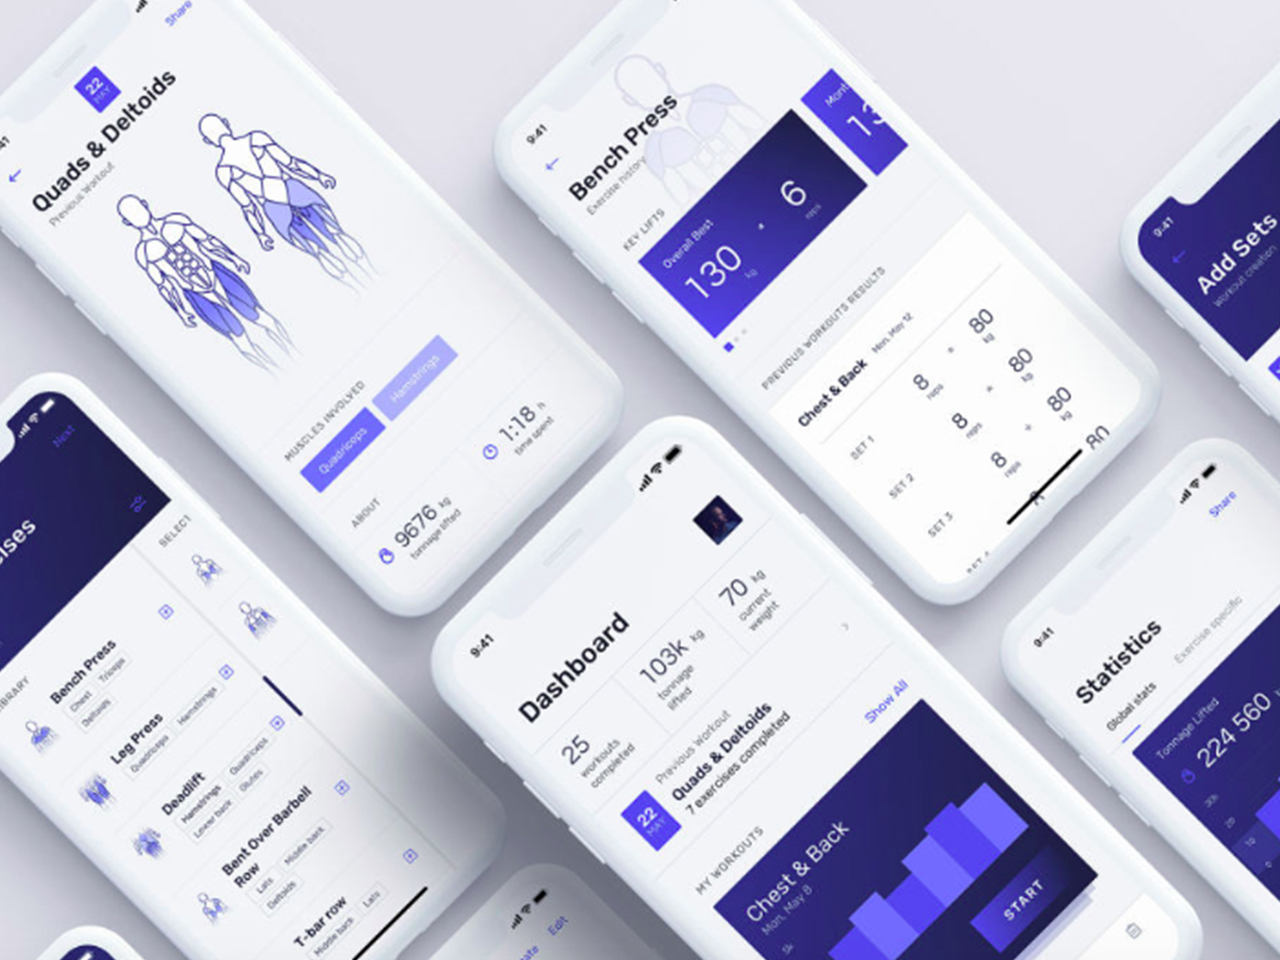 Share
22
MAY
9:41
Quads & Deltoids
Previous Workout
MUSCLES INVOLVED
Quadriceps
Hamstrings
ABOUT
9676 kg
tonnage lifted
1:18 h
time spent
9:41
Bench Press
Exercise history
KEY LIFTS
Overall Best
130 kg
6 reps
PREVIOUS WORKOUTS RESULTS
Chest & Back
Mon, May 12
SET 1
8 reps
80 kg
SET 2
8 reps
80 kg
SET 3
8 reps
80 kg
80
9:41
Add Sets
Workout creation
Next
SELECT
Bench Press
Chest
Triceps
Deltoids
Leg Press
Quadriceps
Hamstrings
Deadlift
Hamstrings
Quadriceps
Lower back
Glutes
Bent Over Barbell
Row
Lats
Middle back
Deltoids
T-bar row
Middle back
Lats
9:41
Dashboard
25
workouts
completed
103k kg
tonnage
lifted
70 kg
current
weight
Previous Workout
22
MAY
Quads & Deltoids
7 exercises completed
Show All
MY WORKOUTS
Chest & Back
Mon, May 8
5k
START
Edit
9:41
Share
Statistics
Global stats
Exercise specific
Tonnage Lifted
224 560
30k
20
10
0